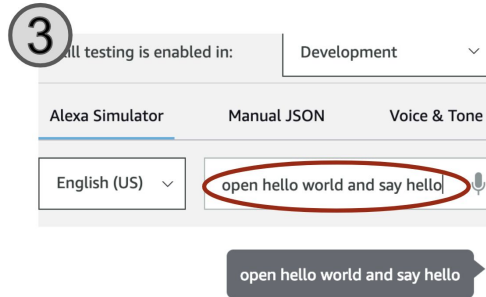 3
ill testing is enabled in: Development
Alexa Simulator Manual JSON Voice & Tone
English (US) open hello world and say hello
open hello world and say hello